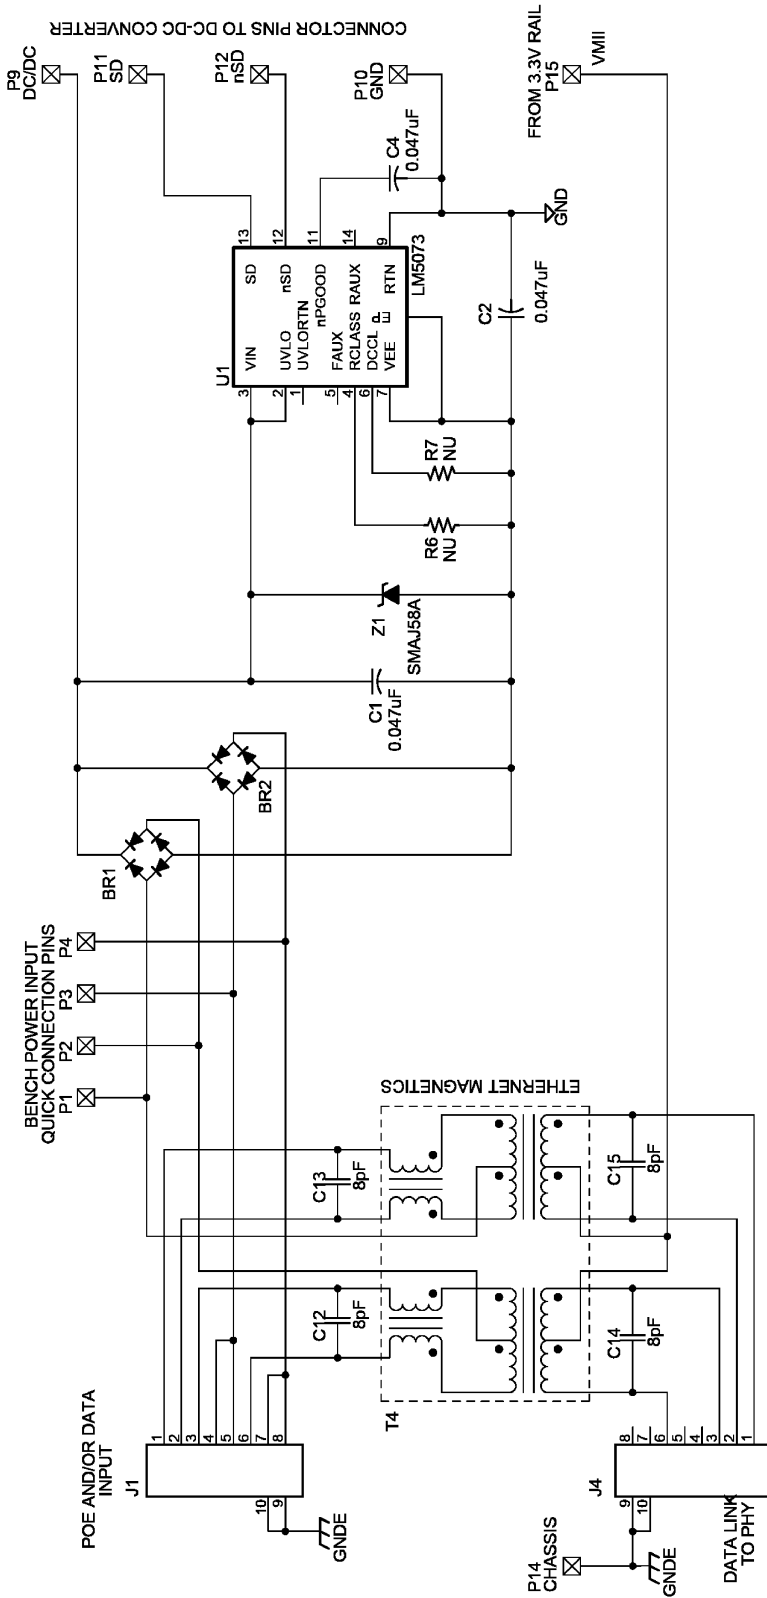 CONNECTOR PINS TO DC-DC CONVERTER
P9
DC/DC
P11
SD
P12
nSD
P10
GND
FROM 3.3V RAIL
P15
VMII
C4
0.047uF
GND
13
12
11
14
9
U1
LM5073
VIN
SD
UVLO
nSD
UVLORTN
nPGOOD
FAUX
RCLASS
RAUX
DCCL
EP
VEE
RTN
3
2
1
5
4
6
7
C2
0.047uF
R7
NU
R6
NU
Z1
SMAJ58A
C1
0.047uF
BR2
BR1
BENCH POWER INPUT
QUICK CONNECTION PINS
P1
P2
P3
P4
ETHERNET MAGNETICS
C13
8pF
C15
8pF
C12
8pF
C14
8pF
T4
POE AND/OR DATA
INPUT
J1
1
2
3
4
5
6
7
8
10
9
GNDE
J4
8
7
6
5
4
3
2
1
9
10
DATA LINK
TO PHY
P14
CHASSIS
GNDE